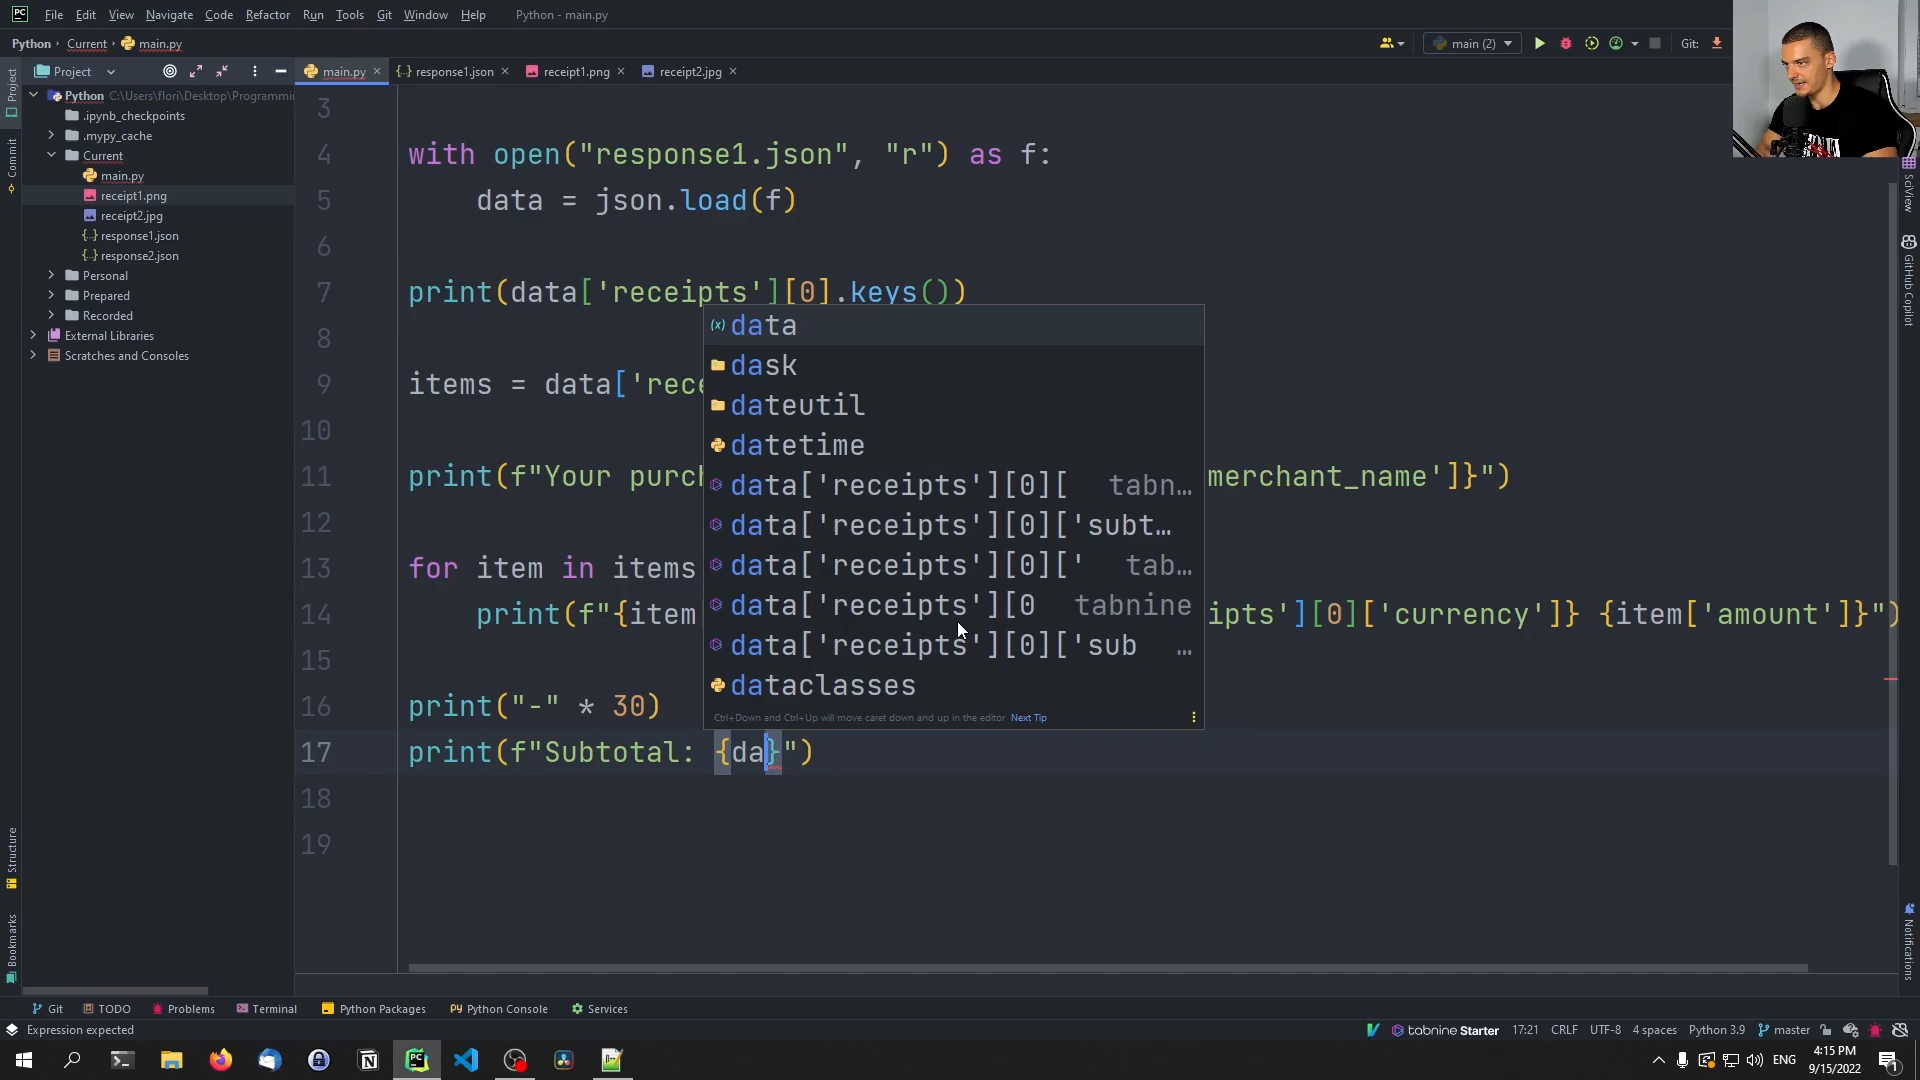 PC File Edit View Navigate Code Refactor Run Tools Git Window Help Python - main.py
Python › Current › main.py main (2) Git:
Project main.py response1.json receipt1.png receipt2.jpg
Python C:\Users\flori\Desktop\Programmi
.ipynb_checkpoints
.mypy_cache
Current
main.py
receipt1.png
receipt2.jpg
response1.json
response2.json
Personal
Prepared
Recorded
External Libraries
Scratches and Consoles
Project
Commit
Structure
Bookmarks
3
4 with open("response1.json", "r") as f:
5 data = json.load(f)
6
7 print(data['receipts'][0].keys())
8
9 items = data['rece
10
11 print(f"Your purch merchant_name']}")
12
13 for item in items
14 print(f"{item ipts'][0]['currency']} {item['amount']}")
15
16 print("-" * 30)
17 print(f"Subtotal: {da}")
18
19
data
dask
dateutil
datetime
data['receipts'][0][ tabn…
data['receipts'][0]['subt…
data['receipts'][0][' tab…
data['receipts'][0 tabnine
data['receipts'][0]['sub …
dataclasses
Ctrl+Down and Ctrl+Up will move caret down and up in the editor Next Tip
SciView
GitHub Copilot
Notifications
Git TODO Problems Terminal Python Packages Python Console Services
Expression expected tabnine Starter 17:21 CRLF UTF-8 4 spaces Python 3.9 master
ENG 4:15 PM
9/15/2022